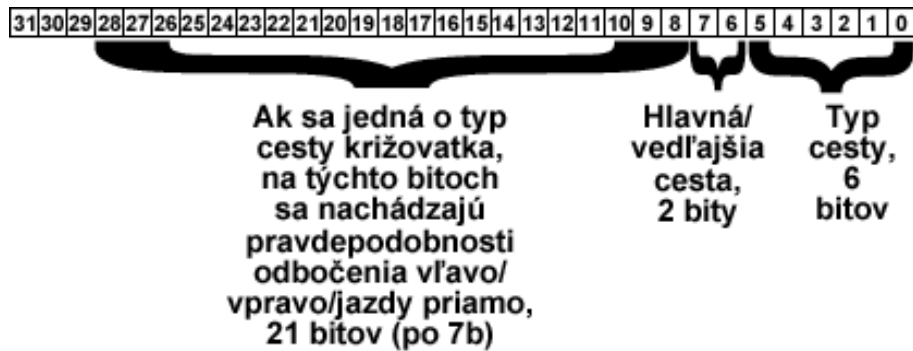 31 30 29 28 27 26 25 24 23 22 21 20 19 18 17 16 15 14 13 12 11 10 9 8 7 6 5 4 3 2 1 0
Ak sa jedná o typ
cesty križovatka,
na týchto bitoch
sa nachádzajú
pravdepodobnosti
odbočenia vľavo/
vpravo/jazdy priamo,
21 bitov (po 7b)
Hlavná/
vedľajšia
cesta,
2 bity
Typ
cesty,
6
bitov